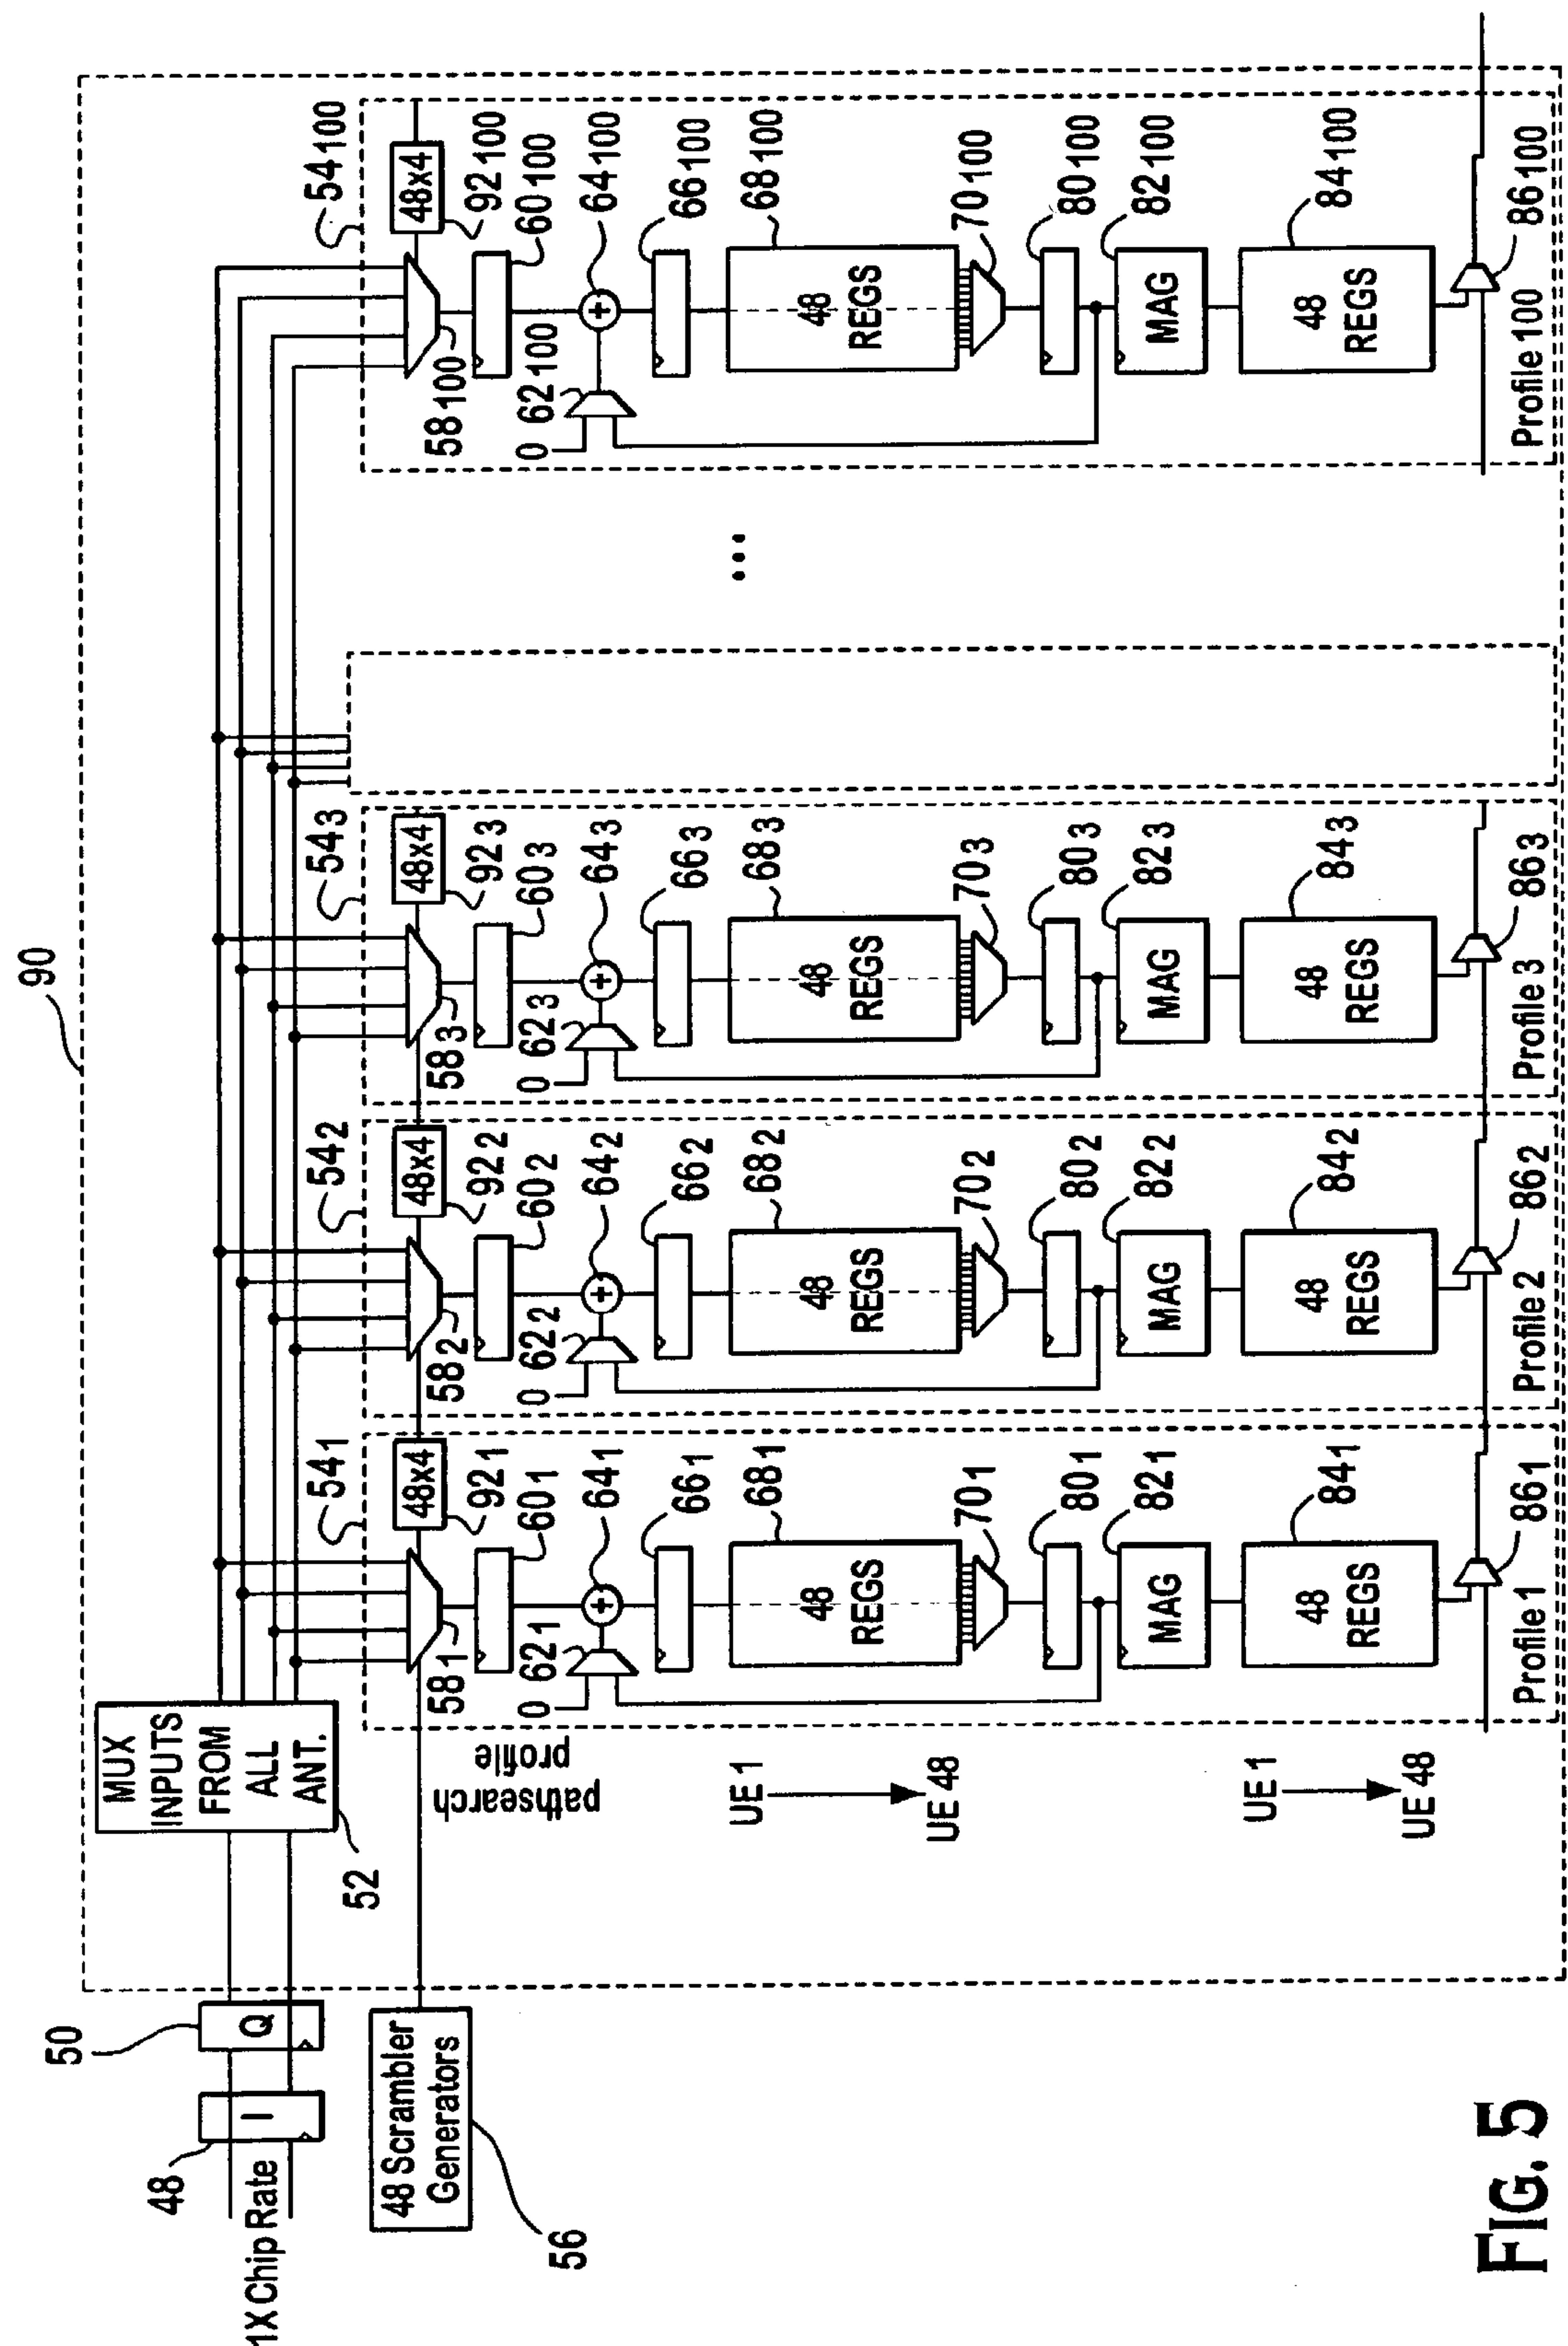 90
50
48
I
Q
1X Chip Rate
MUX
INPUTS
FROM
ALL
ANT.
52
48 Scrambler
Generators
56
pathsearch
profile
UE 1
UE 48
UE 1
UE 48
54 1
48x4
92 1
58 1
60 1
0
62 1
64 1
66 1
48
REGS
68 1
70 1
80 1
MAG
82 1
48
REGS
84 1
86 1
Profile 1
54 2
48x4
92 2
58 2
60 2
0
62 2
64 2
66 2
48
REGS
68 2
70 2
80 2
MAG
82 2
48
REGS
84 2
86 2
Profile 2
54 3
48x4
92 3
58 3
60 3
0
62 3
64 3
66 3
48
REGS
68 3
70 3
80 3
MAG
82 3
48
REGS
84 3
86 3
Profile 3
...
54 100
48x4
92 100
58 100
60 100
0
62 100
64 100
66 100
48
REGS
68 100
70 100
80 100
MAG
82 100
48
REGS
84 100
86 100
Profile 100
FIG. 5